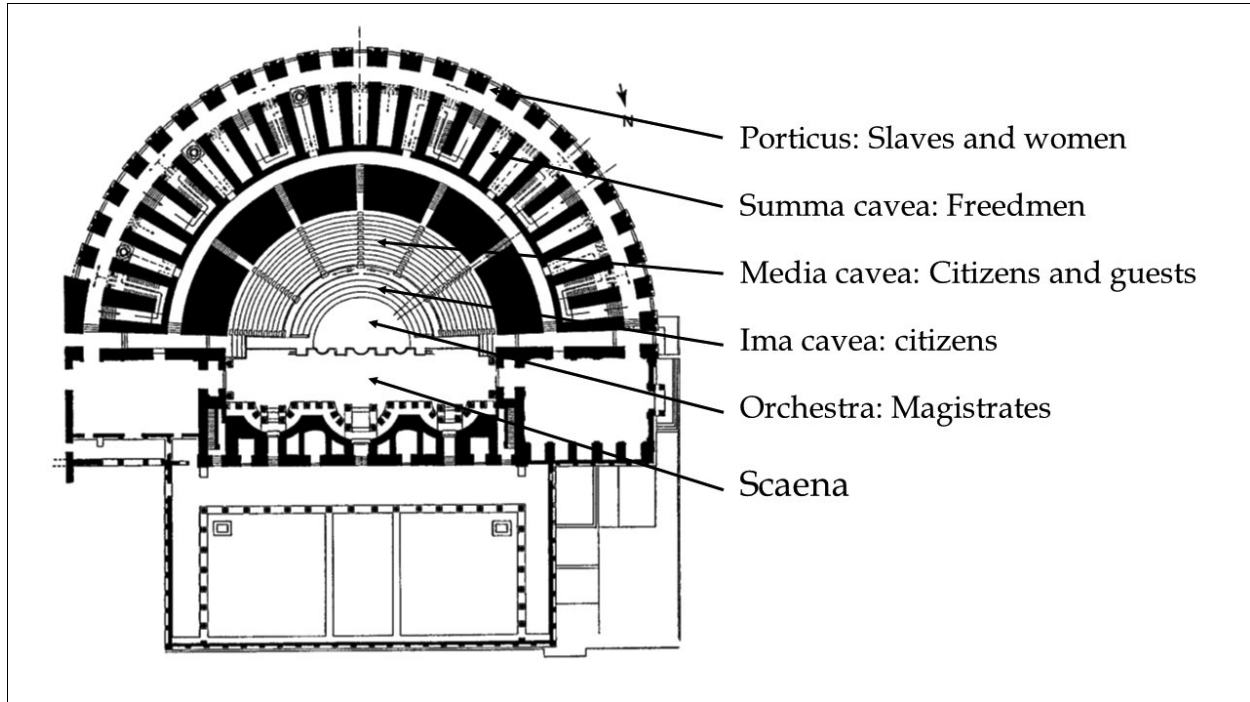 N
Porticus: Slaves and women
Summa cavea: Freedmen
Media cavea: Citizens and guests
Ima cavea: citizens
Orchestra: Magistrates
Scaena